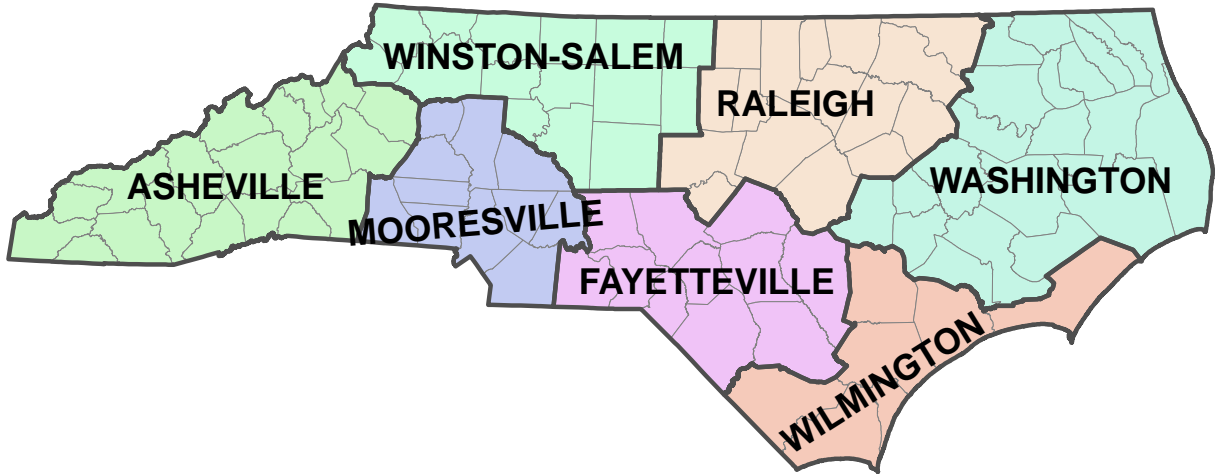 WINSTON-SALEM
RALEIGH
ASHEVILLE
WASHINGTON
MOORESVILLE
FAYETTEVILLE
WILMINGTON